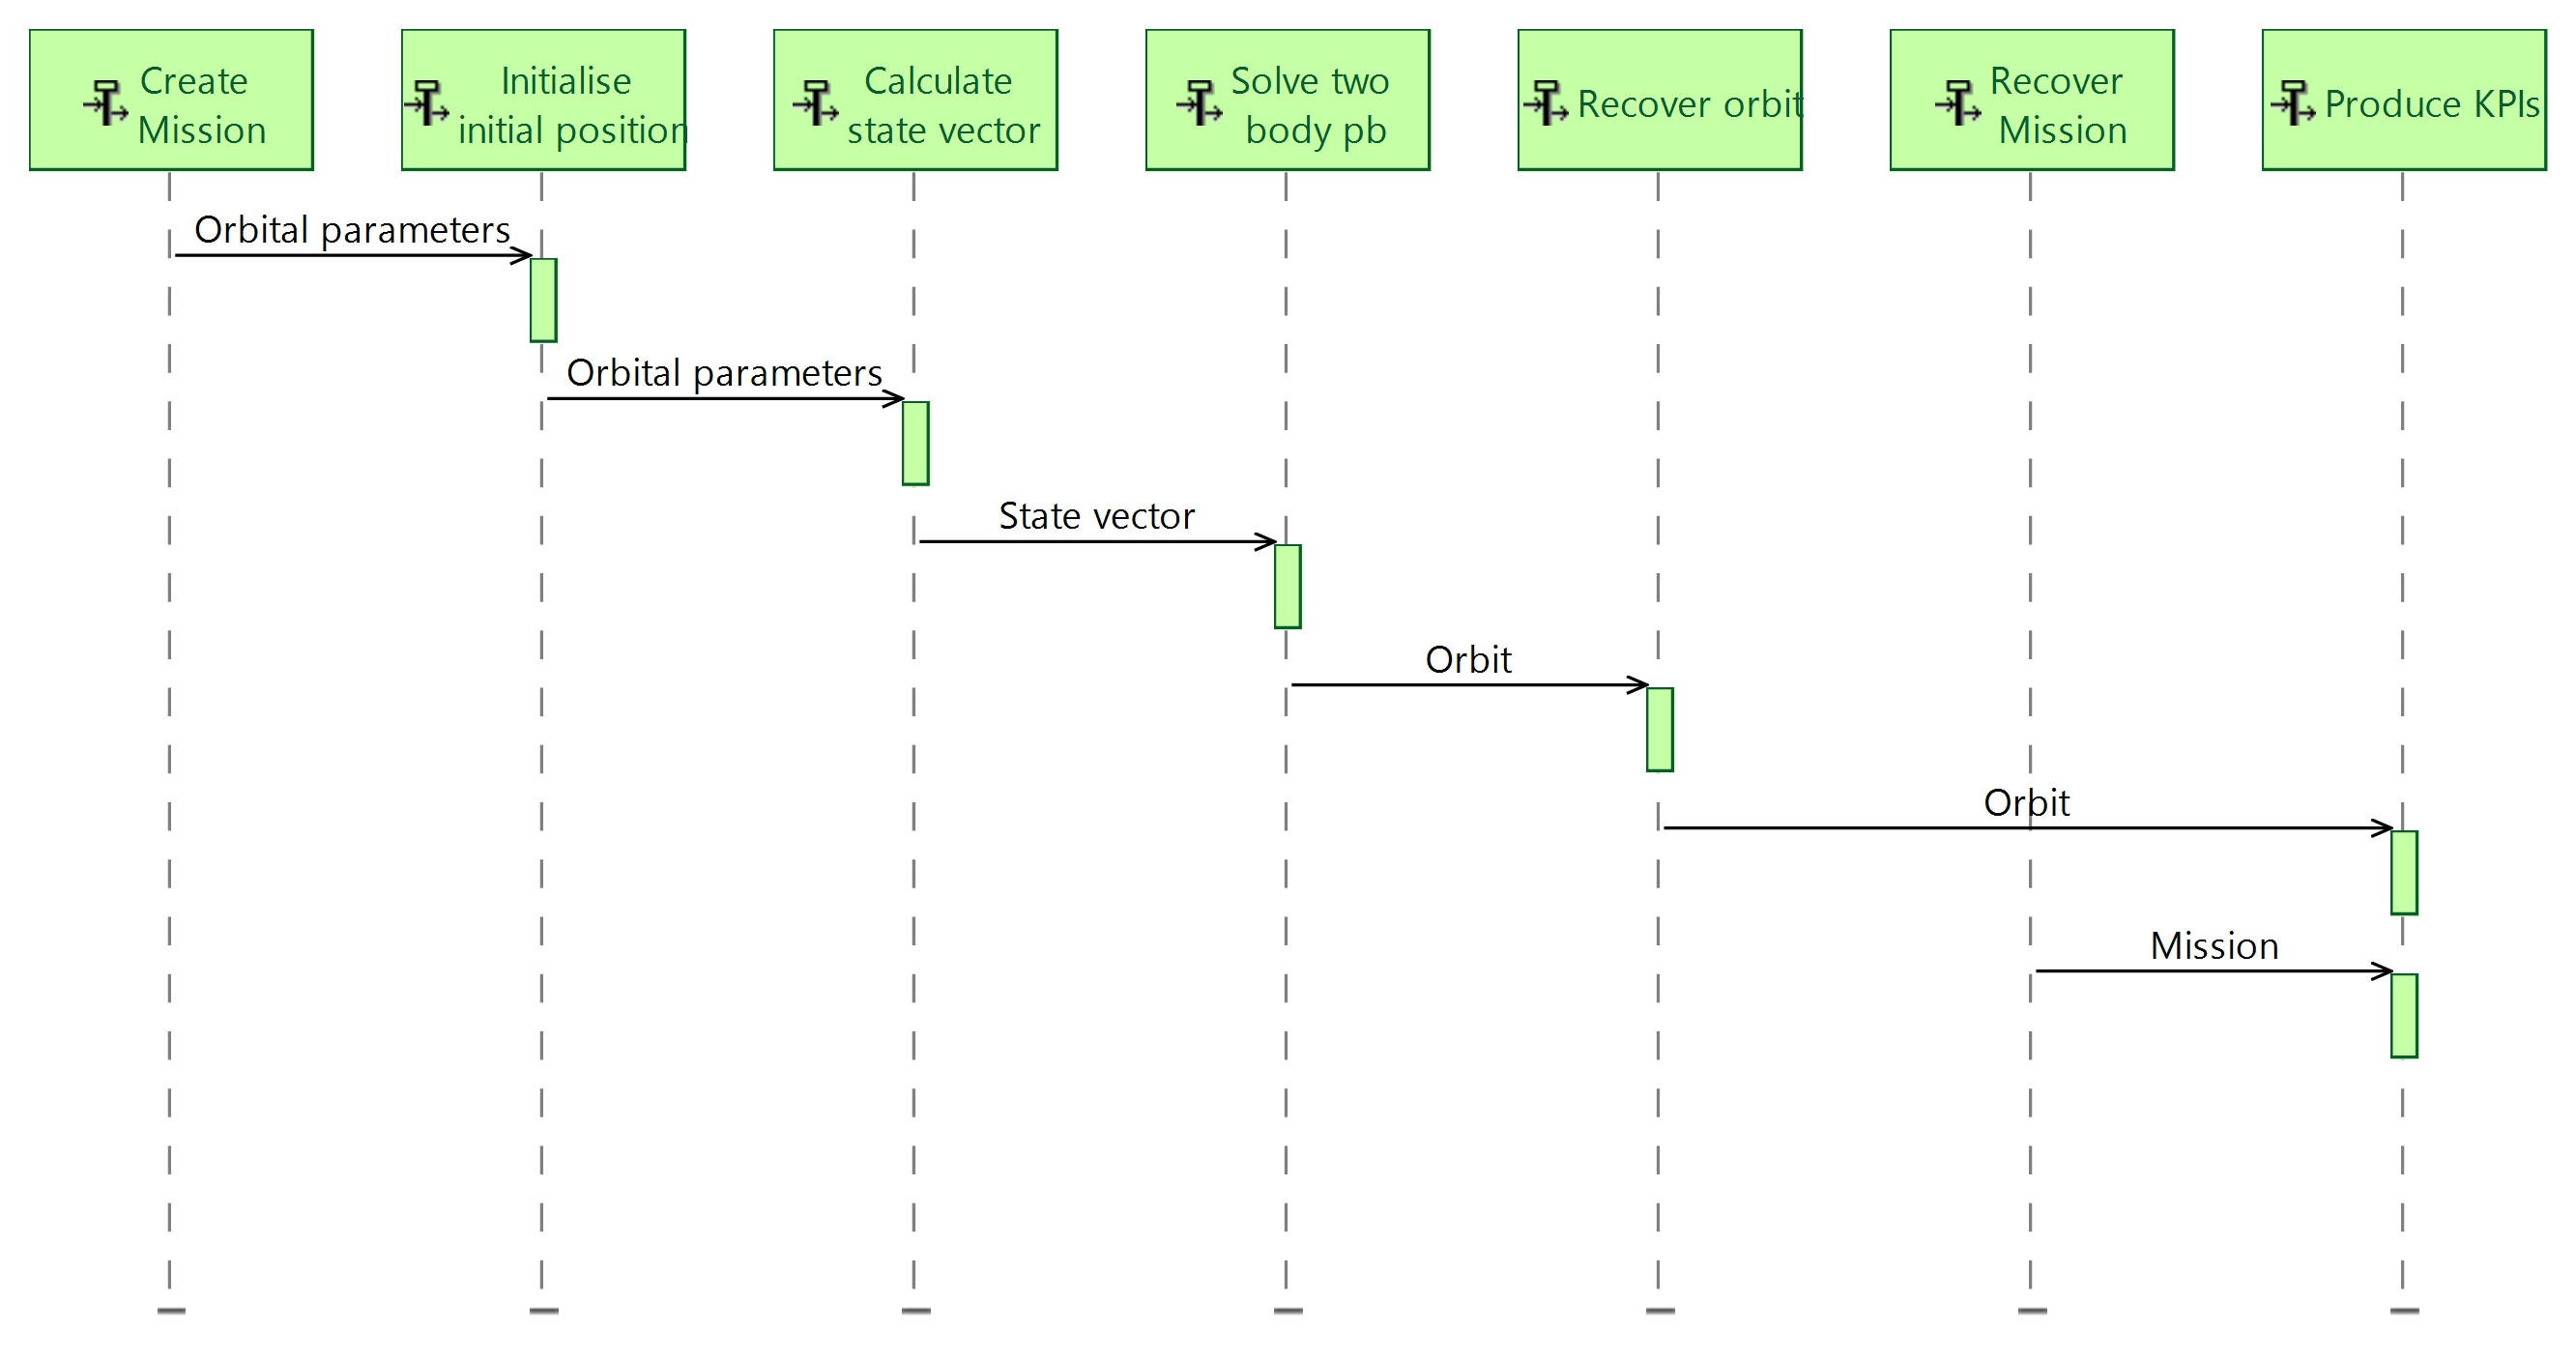 Create
Mission
Initialise
initial position
Calculate
state vector
Solve two
body pb
Recover orbit
Recover
Mission
Produce KPIs
Orbital parameters
Orbital parameters
State vector
Orbit
Orbit
Mission